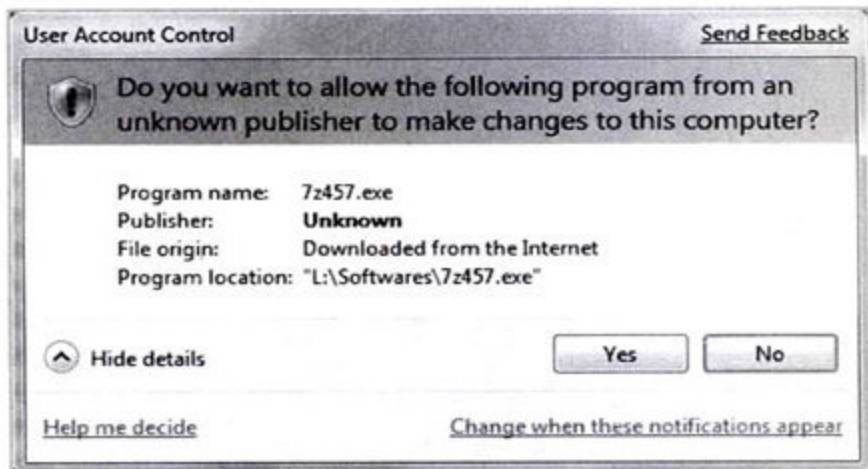 User Account Control
Send Feedback
Do you want to allow the following program from an
unknown publisher to make changes to this computer?
Program name: 7z457.exe
Publisher: Unknown
File origin: Downloaded from the Internet
Program location: "L:\Softwares\7z457.exe"
Hide details
Yes
No
Help me decide
Change when these notifications appear